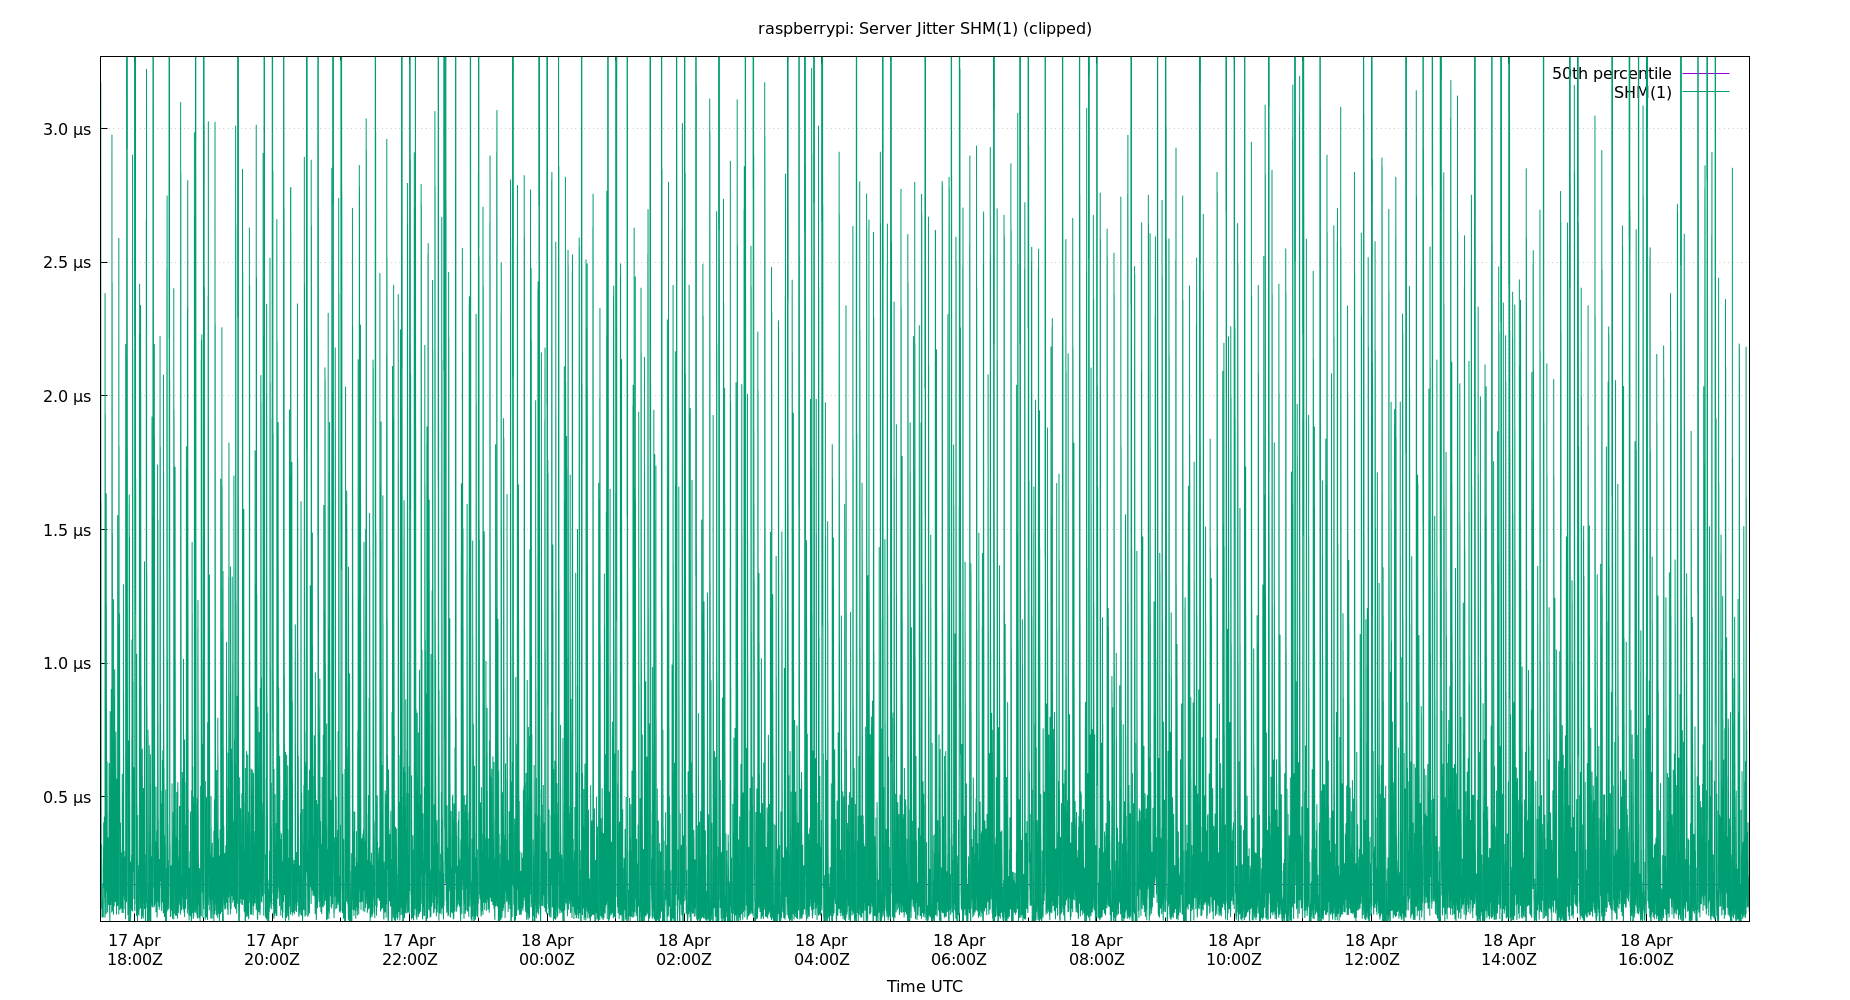 raspberrypi: Server Jitter SHM(1) (clipped)
50th percentile
SHM(1)
3.0 µs
2.5 µs
2.0 µs
1.5 µs
1.0 µs
0.5 µs
17 Apr 17 Apr 17 Apr 18 Apr 18 Apr 18 Apr 18 Apr 18 Apr 18 Apr 18 Apr 18 Apr 18 Apr
18:00Z 20:00Z 22:00Z 00:00Z 02:00Z 04:00Z 06:00Z 08:00Z 10:00Z 12:00Z 14:00Z 16:00Z
Time UTC